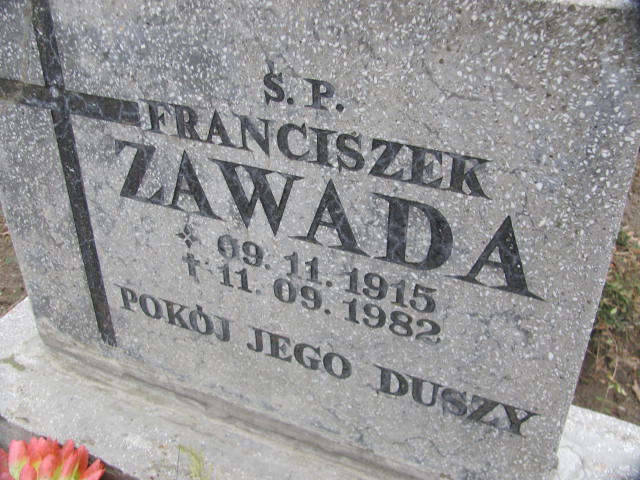 Ś. P.
FRANCISZEK
ZAWADA
09. 11. 1915
† 11. 09. 1982
POKÓJ JEGO DUSZY